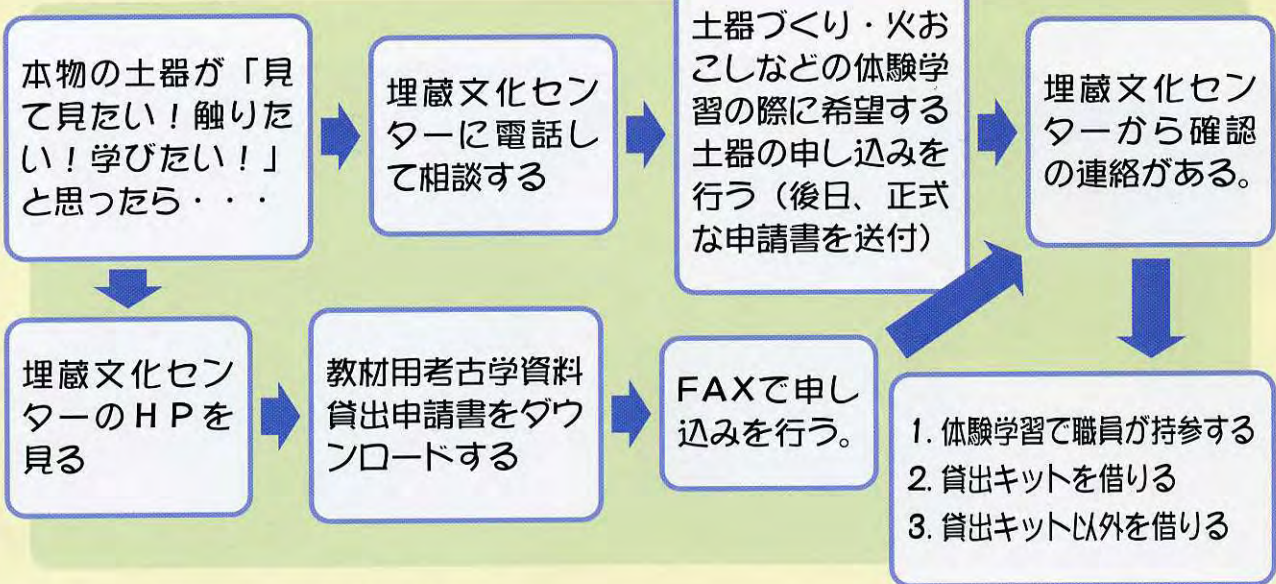 本物の土器が「見
て見たい！触りた
い！学びたい！」
と思ったら・・・
埋蔵文化セン
ターに電話し
て相談する
土器づくり・火お
こしなどの体験学
習の際に希望する
土器の申し込みを
行う（後日、正式
な申請書を送付）
埋蔵文化セン
ターから確認
の連絡がある。
埋蔵文化セン
ターのＨＰを
見る
教材用考古学資料
貸出申請書をダウ
ンロードする
ＦＡＸで申し
込みを行う。
1. 体験学習で職員が持参する
2. 貸出キットを借りる
3. 貸出キット以外を借りる